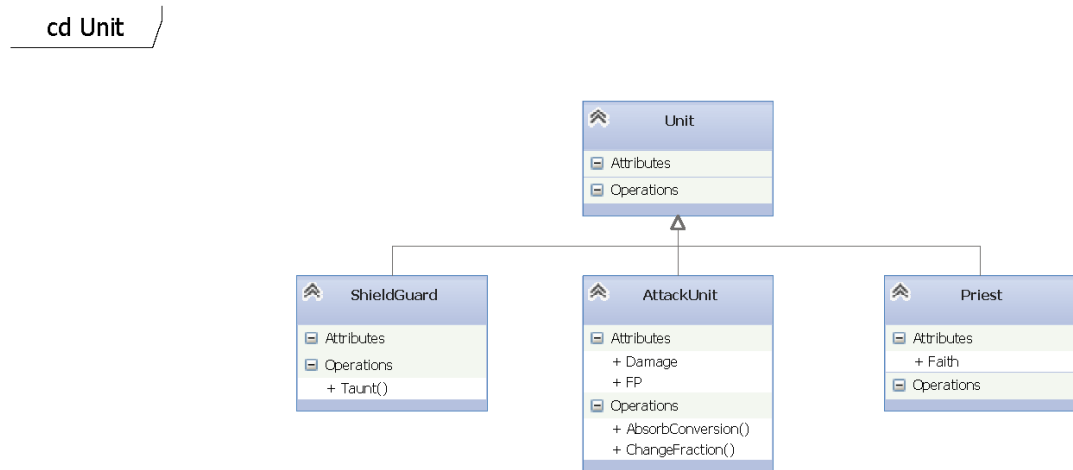 cd Unit
Unit
Attributes
Operations
ShieldGuard
Attributes
Operations
+ Taunt()
AttackUnit
Attributes
+ Damage
+ FP
Operations
+ AbsorbConversion()
+ ChangeFraction()
Priest
Attributes
+ Faith
Operations